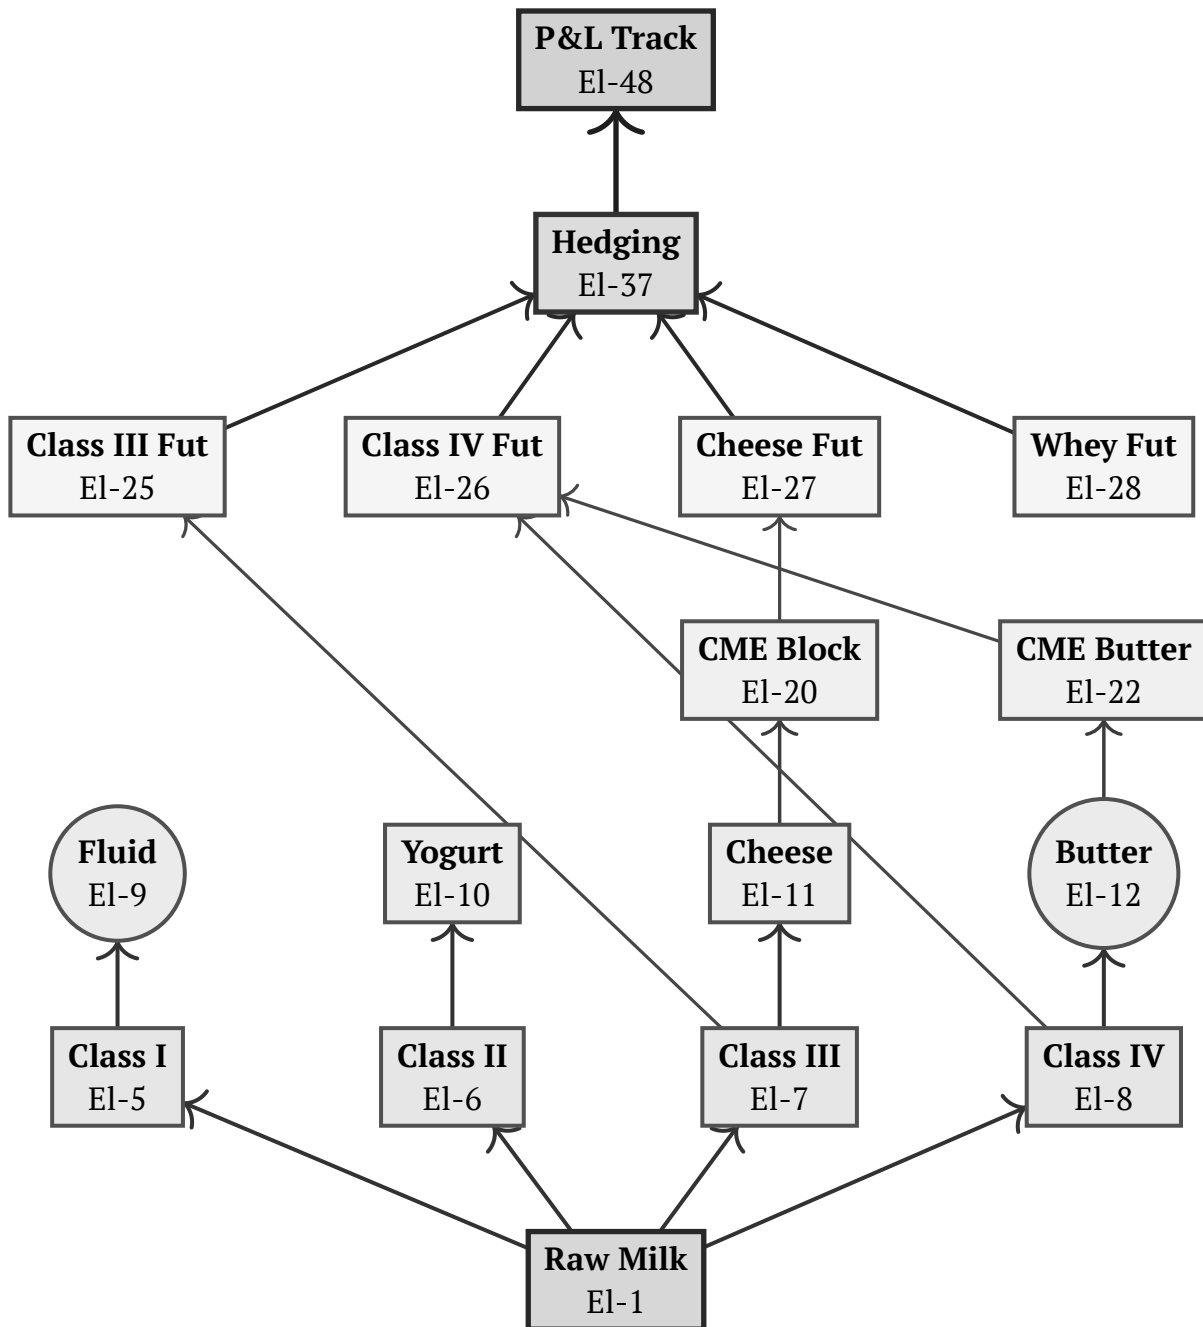 P&L Track
El-48
Hedging
El-37
Class III Fut
El-25
Class IV Fut
El-26
Cheese Fut
El-27
Whey Fut
El-28
CME Block
El-20
CME Butter
El-22
Fluid
El-9
Yogurt
El-10
Cheese
El-11
Butter
El-12
Class I
El-5
Class II
El-6
Class III
El-7
Class IV
El-8
Raw Milk
El-1